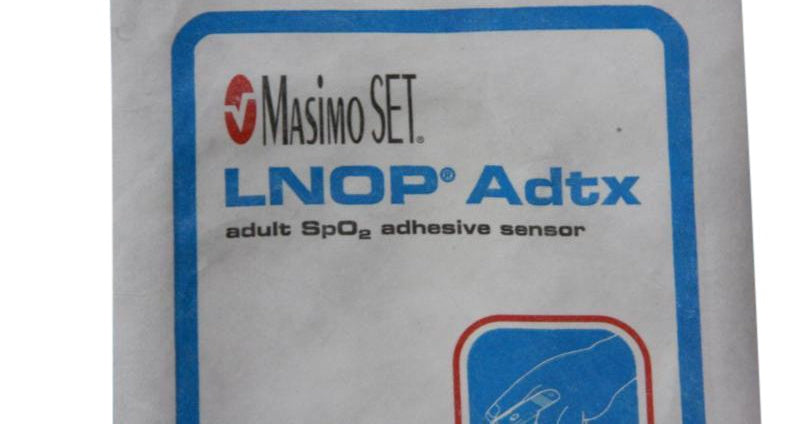 Masimo SET®
LNOP® Adtx
adult SpO₂ adhesive sensor